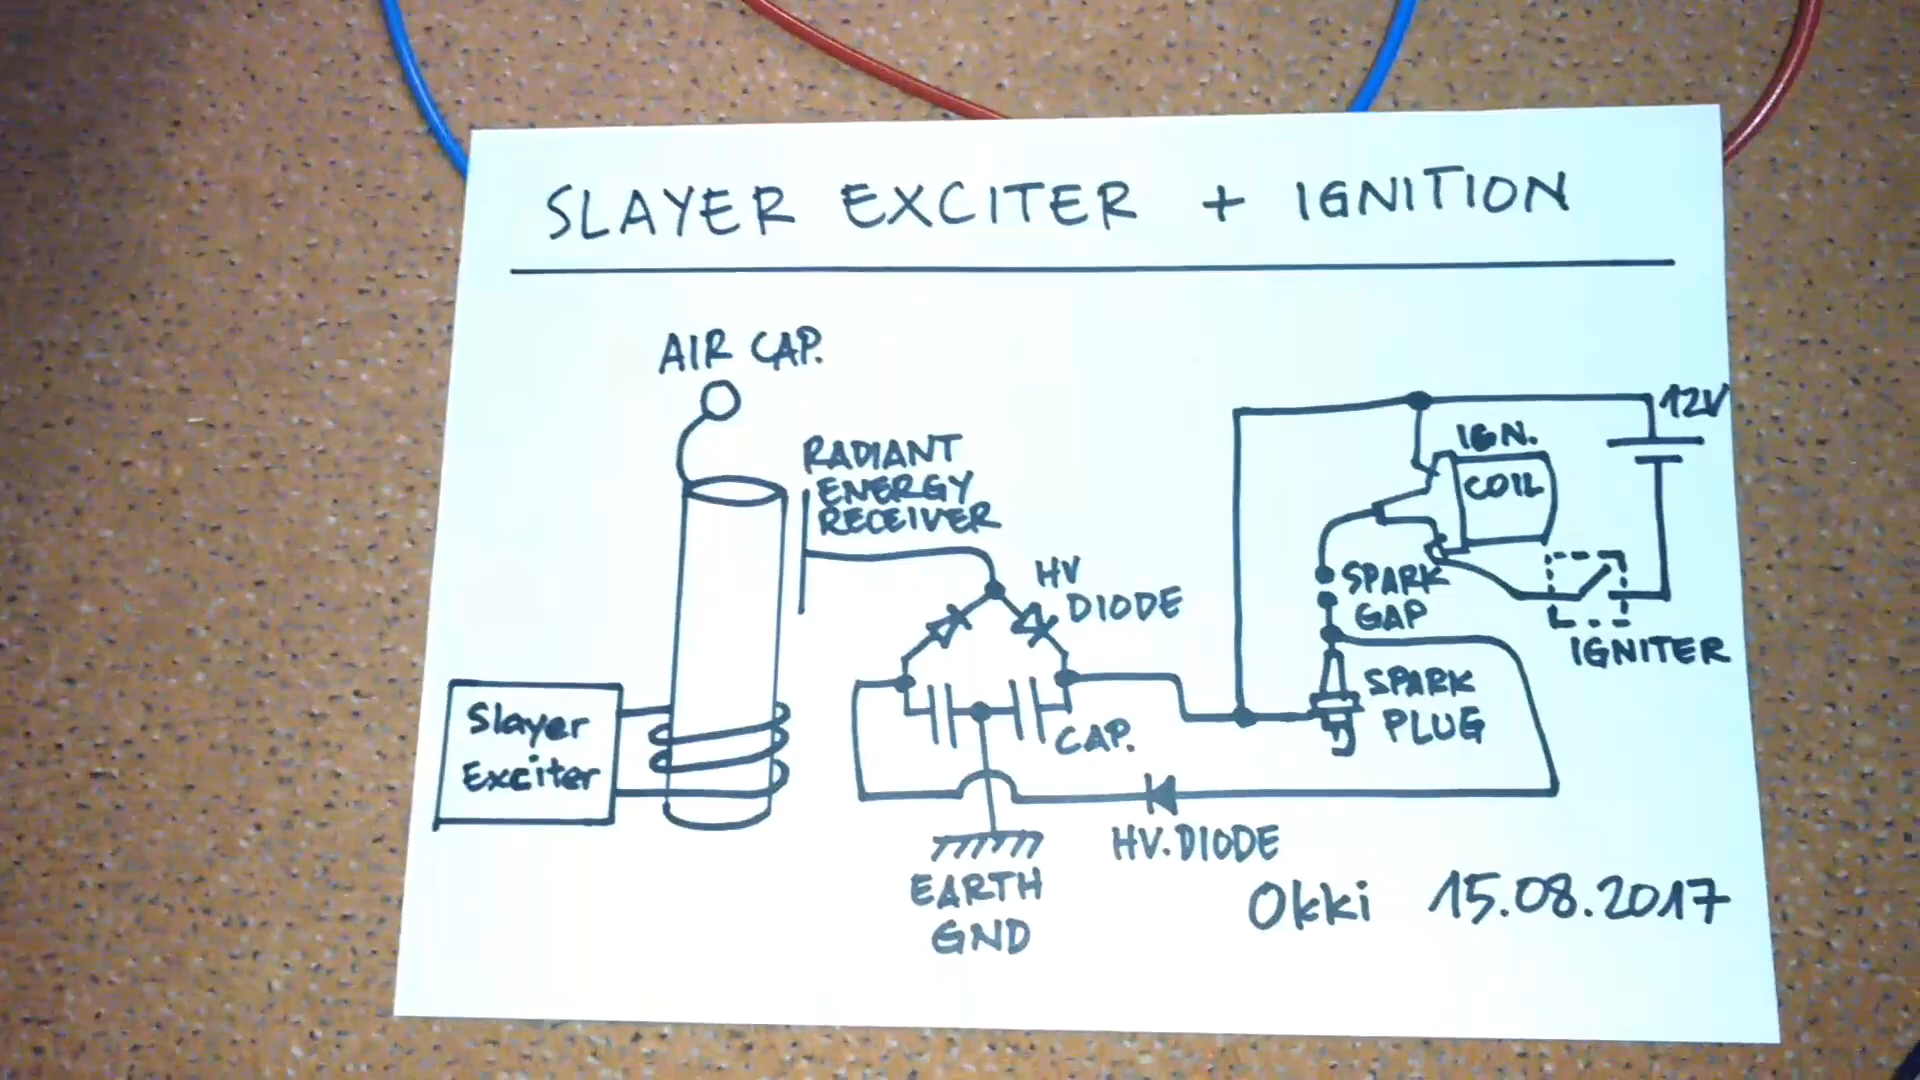 SLAYER EXCITER + IGNITION
AIR CAP.
RADIANT
ENERGY
RECEIVER
HV
DIODE
Slayer
Exciter
CAP.
EARTH
GND
HV.DIODE
12V
IGN.
COIL
SPARK
GAP
IGNITER
SPARK
PLUG
Okki 15.08.2017